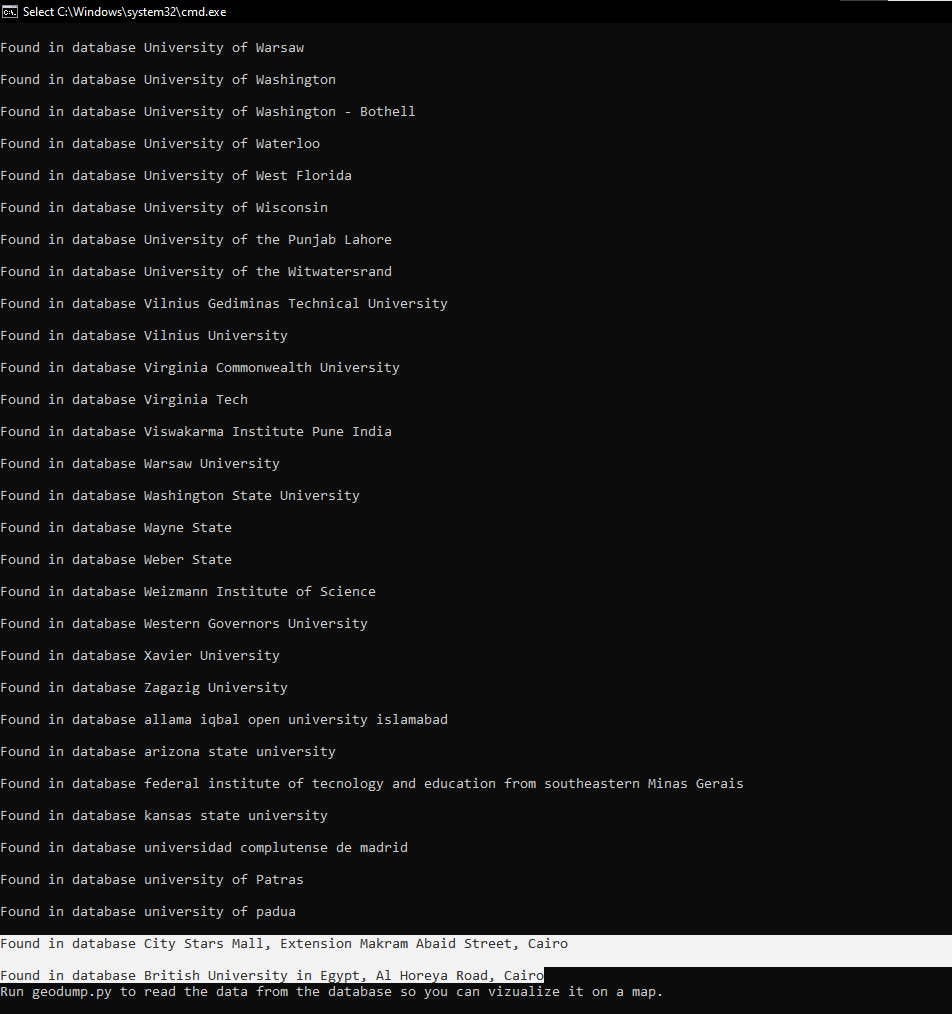 Select C:\Windows\system32\cmd.exe
Found in database University of Warsaw
Found in database University of Washington
Found in database University of Washington - Bothell
Found in database University of Waterloo
Found in database University of West Florida
Found in database University of Wisconsin
Found in database University of the Punjab Lahore
Found in database University of the Witwatersrand
Found in database Vilnius Gediminas Technical University
Found in database Vilnius University
Found in database Virginia Commonwealth University
Found in database Virginia Tech
Found in database Viswakarma Institute Pune India
Found in database Warsaw University
Found in database Washington State University
Found in database Wayne State
Found in database Weber State
Found in database Weizmann Institute of Science
Found in database Western Governors University
Found in database Xavier University
Found in database Zagazig University
Found in database allama iqbal open university islamabad
Found in database arizona state university
Found in database federal institute of tecnology and education from southeastern Minas Gerais
Found in database kansas state university
Found in database universidad complutense de madrid
Found in database university of Patras
Found in database university of padua
Found in database City Stars Mall, Extension Makram Abaid Street, Cairo
Found in database British University in Egypt, Al Horeya Road, Cairo
Run geodump.py to read the data from the database so you can vizualize it on a map.